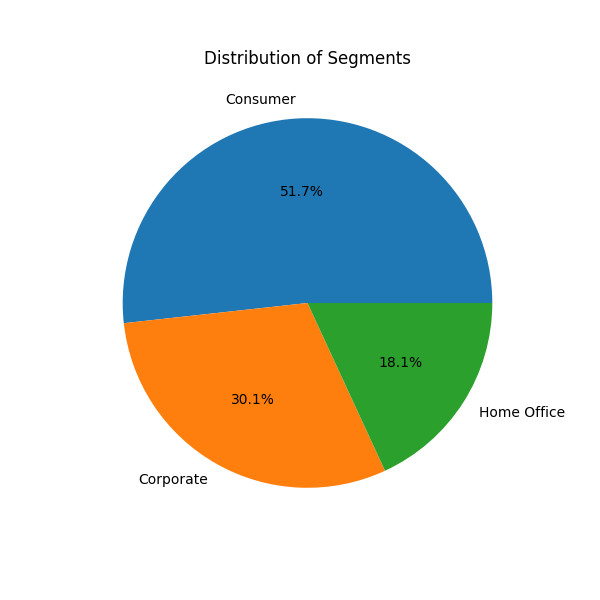 Distribution of Segments
Consumer
51.7%
18.1%
30.1%
Home Office
Corporate